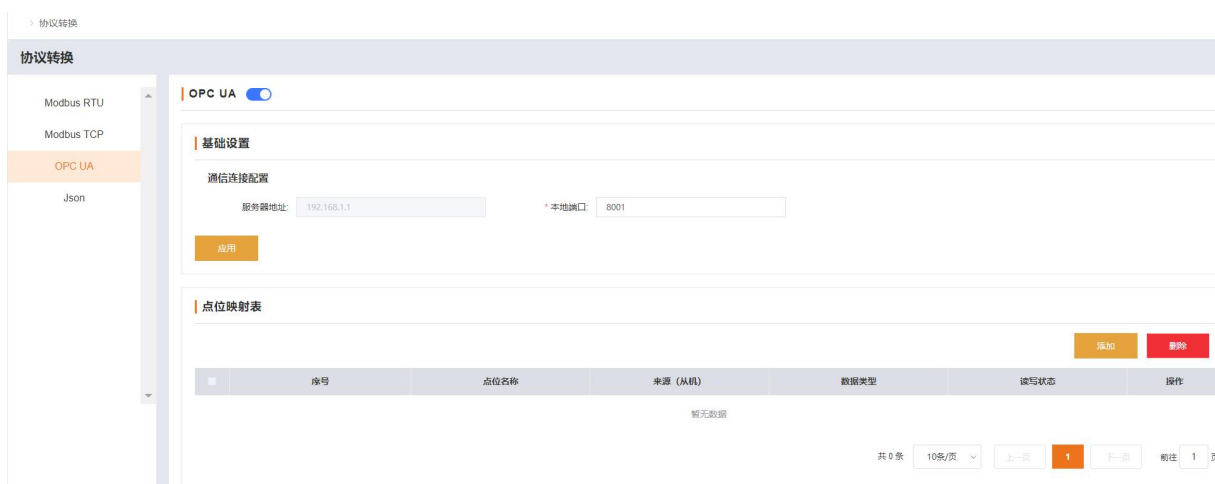 > 协议转换
协议转换
Modbus RTU
Modbus TCP
OPC UA
Json
OPC UA
基础设置
通信连接配置
服务器地址: 192.168.1.1 * 本地端口: 8001
应用
点位映射表
添加 删除
序号 点位名称 来源（从机） 数据类型 读写状态 操作
暂无数据
共 0 条 10条/页 上一页 1 下一页 前往 1